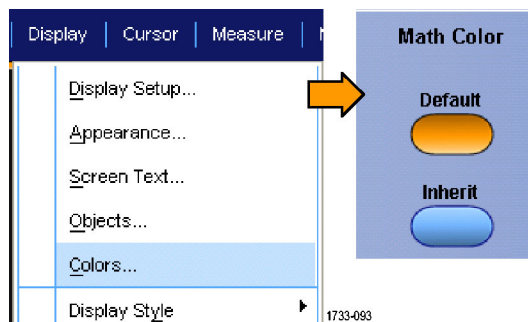 Display | Cursor | Measure |
Display Setup...
Appearance...
Screen Text...
Objects...
Colors...
Display Style
Math Color
Default
Inherit
1733-093